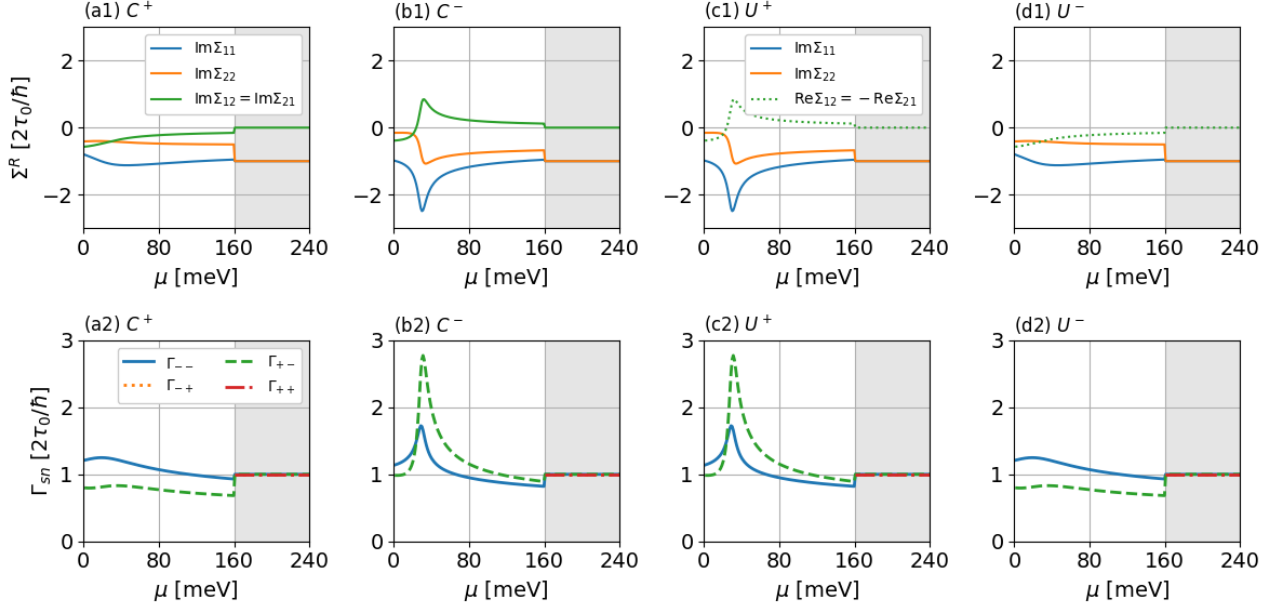 (a1) C⁺
(b1) C⁻
(c1) U⁺
(d1) U⁻
Σᴿ [2τ₀/ħ]
2
0
−2
ImΣ₁₁
ImΣ₂₂
ImΣ₁₂ = ImΣ₂₁
0 80 160 240
μ [meV]
2
0
−2
0 80 160 240
μ [meV]
2
0
−2
ImΣ₁₁
ImΣ₂₂
ReΣ₁₂ = −ReΣ₂₁
0 80 160 240
μ [meV]
2
0
−2
0 80 160 240
μ [meV]
(a2) C⁺
(b2) C⁻
(c2) U⁺
(d2) U⁻
Γₛₙ [2τ₀/ħ]
3
2
1
0
Γ₋₋ Γ₊₋
Γ₋₊ Γ₊₊
0 80 160 240
μ [meV]
3
2
1
0
0 80 160 240
μ [meV]
3
2
1
0
0 80 160 240
μ [meV]
3
2
1
0
0 80 160 240
μ [meV]